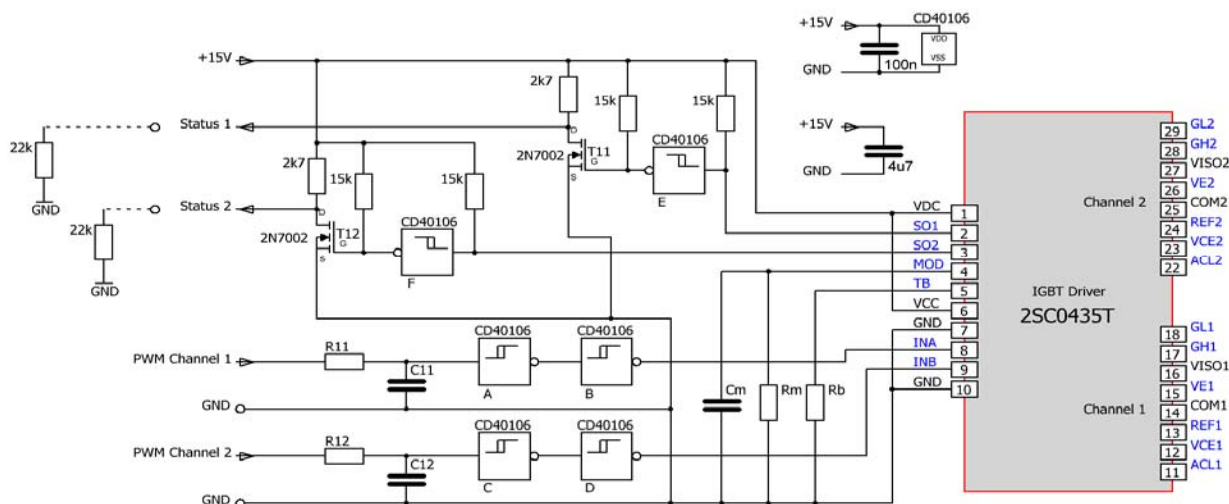 +15V
CD40106
VDD
VSS
100n
GND
+15V
4u7
GND
+15V
2k7
15k
15k
Status 1
D
T11
G
2N7002
S
CD40106
E
22k
GND
2k7
15k
15k
Status 2
D
T12
G
2N7002
S
CD40106
F
22k
GND
PWM Channel 1
R11
C11
CD40106
A
CD40106
B
GND
PWM Channel 2
R12
C12
CD40106
C
CD40106
D
GND
Cm
Rm
Rb
VDC 1
SO1 2
SO2 3
MOD 4
TB 5
VCC 6
GND 7
INA 8
INB 9
GND 10
IGBT Driver
2SC0435T
Channel 2
Channel 1
29 GL2
28 GH2
27 VISO2
26 VE2
25 COM2
24 REF2
23 VCE2
22 ACL2
18 GL1
17 GH1
16 VISO1
15 VE1
14 COM1
13 REF1
12 VCE1
11 ACL1